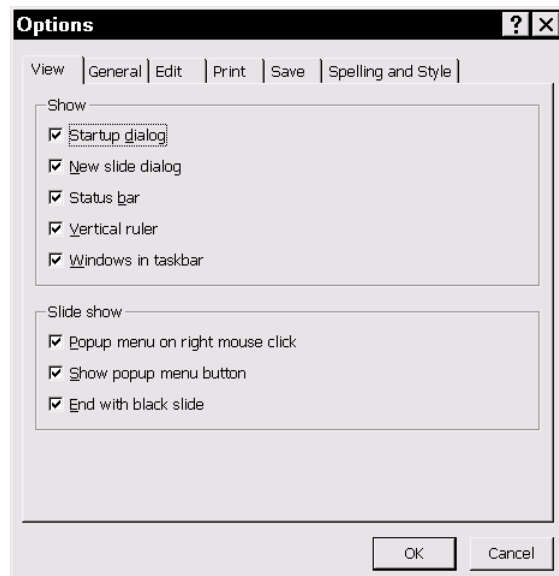 Options
View General Edit Print Save Spelling and Style
Show
Startup dialog
New slide dialog
Status bar
Vertical ruler
Windows in taskbar
Slide show
Popup menu on right mouse click
Show popup menu button
End with black slide
OK Cancel